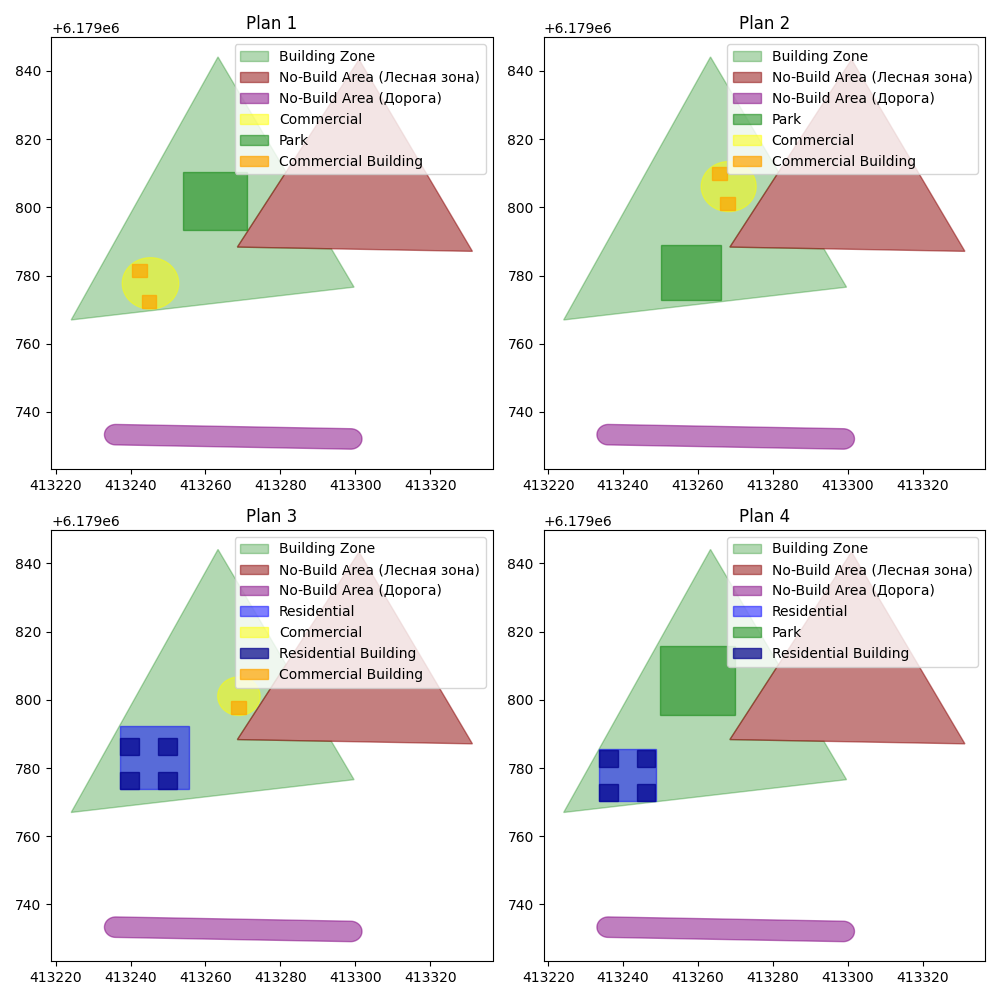 Plan 1
+6.179e6
840
820
800
780
760
740
413220 413240 413260 413280 413300 413320
Building Zone
No-Build Area (Лесная зона)
No-Build Area (Дорога)
Commercial
Park
Commercial Building
Plan 2
+6.179e6
840
820
800
780
760
740
413220 413240 413260 413280 413300 413320
Building Zone
No-Build Area (Лесная зона)
No-Build Area (Дорога)
Park
Commercial
Commercial Building
Plan 3
+6.179e6
840
820
800
780
760
740
413220 413240 413260 413280 413300 413320
Building Zone
No-Build Area (Лесная зона)
No-Build Area (Дорога)
Residential
Commercial
Residential Building
Commercial Building
Plan 4
+6.179e6
840
820
800
780
760
740
413220 413240 413260 413280 413300 413320
Building Zone
No-Build Area (Лесная зона)
No-Build Area (Дорога)
Residential
Park
Residential Building